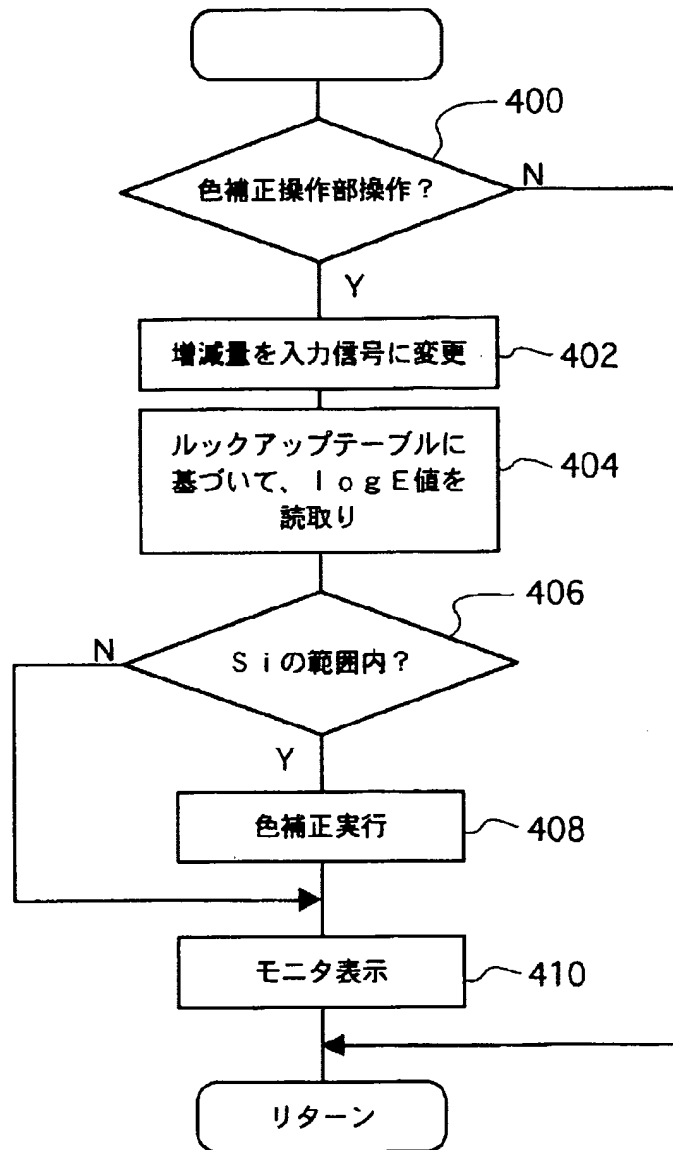 400
色補正操作部操作?
N
Y
増減量を入力信号に変更
402
ルックアップテーブルに
基づいて、logE値を
読取り
404
406
N
Siの範囲内?
Y
色補正実行
408
モニタ表示
410
リターン